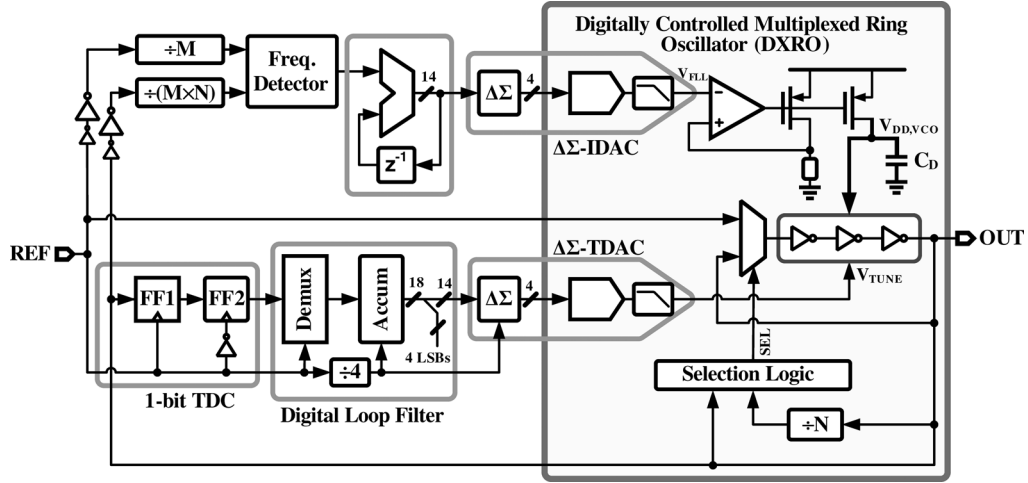 Digitally Controlled Multiplexed Ring
Oscillator (DXRO)
÷M
÷(M×N)
Freq.
Detector
14
z⁻¹
ΔΣ
4
ΔΣ-IDAC
V_FLL
−
+
V_DD,VCO
C_D
REF
OUT
FF1
FF2
1-bit TDC
Demux
Accum
18
14
4 LSBs
÷4
Digital Loop Filter
ΔΣ-TDAC
ΔΣ
4
V_TUNE
SEL
Selection Logic
÷N